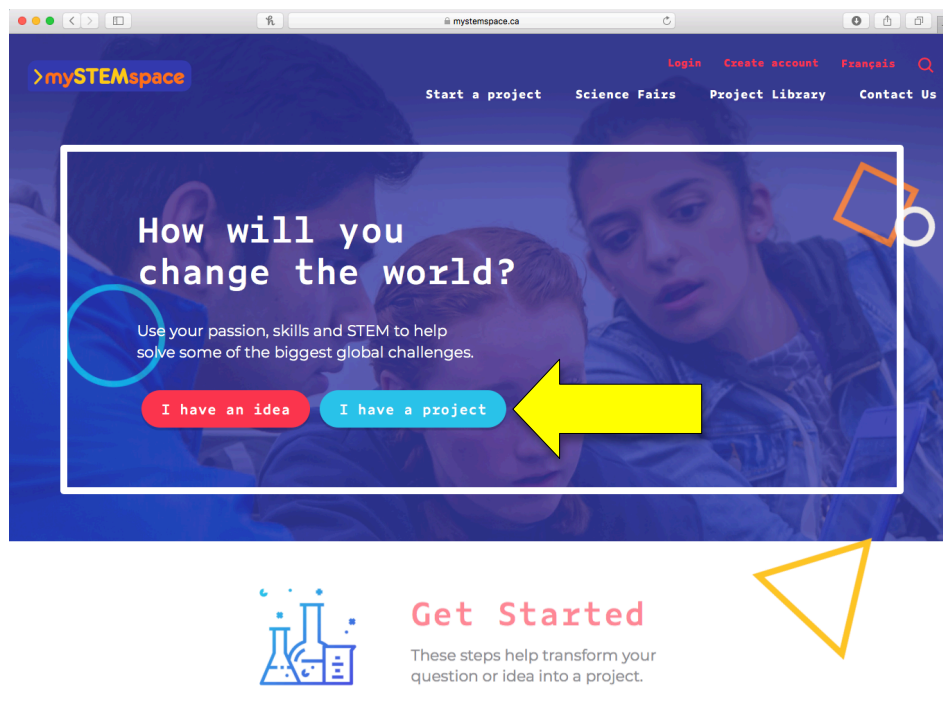 mystemspace.ca
>mySTEMspace
Login Create account Français
Start a project Science Fairs Project Library Contact Us
How will you
change the world?
Use your passion, skills and STEM to help
solve some of the biggest global challenges.
I have an idea I have a project
Get Started
These steps help transform your
question or idea into a project.